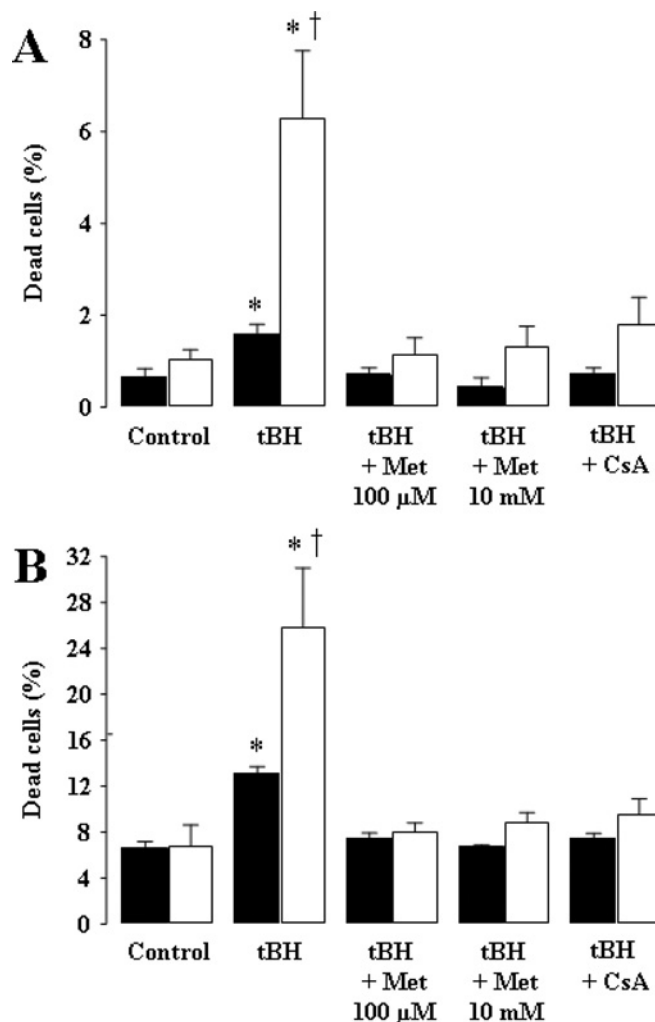 A
8
6
4
2
0
Dead cells (%)
* †
*
Control
tBH
tBH
+ Met
100 µM
tBH
+ Met
10 mM
tBH
+ CsA
B
32
28
24
22
16
12
8
4
0
Dead cells (%)
* †
*
Control
tBH
tBH
+ Met
100 µM
tBH
+ Met
10 mM
tBH
+ CsA